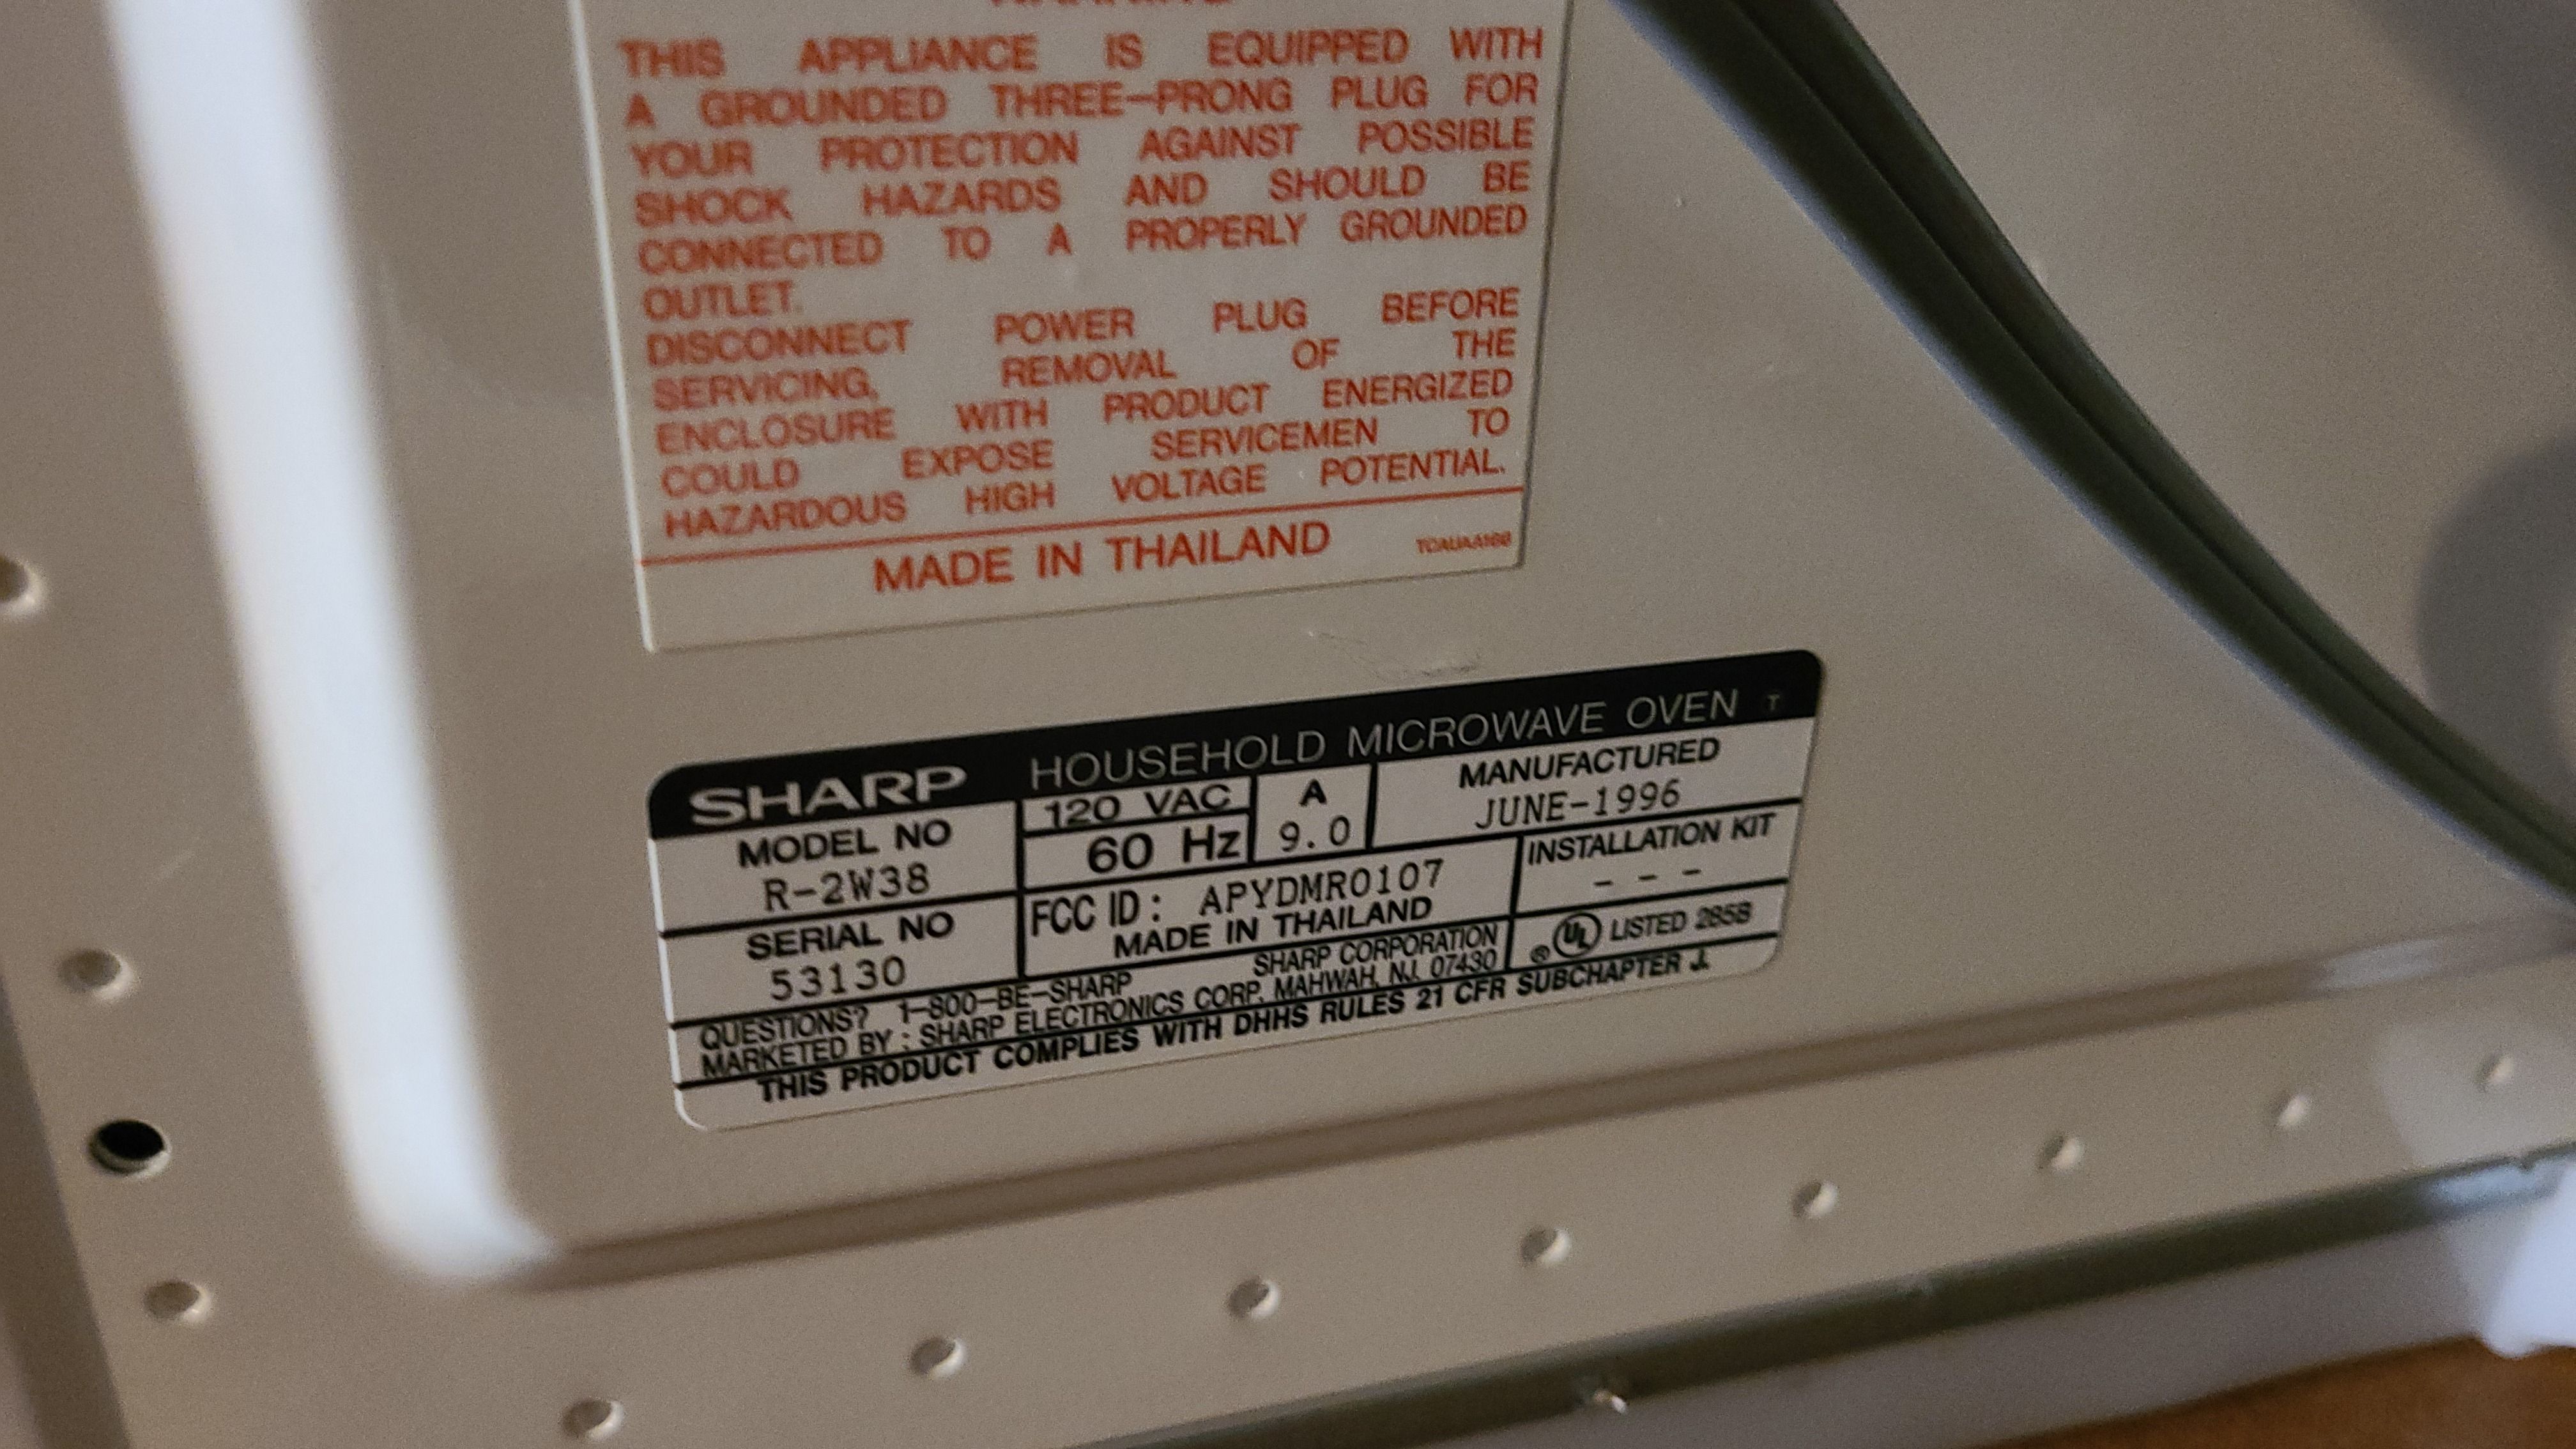 THIS APPLIANCE IS EQUIPPED WITH
A GROUNDED THREE-PRONG PLUG FOR
YOUR PROTECTION AGAINST POSSIBLE
SHOCK HAZARDS AND SHOULD BE
CONNECTED TO A PROPERLY GROUNDED
OUTLET.
DISCONNECT POWER PLUG BEFORE
SERVICING, REMOVAL OF THE
ENCLOSURE WITH PRODUCT ENERGIZED
COULD EXPOSE SERVICEMEN TO
HAZARDOUS HIGH VOLTAGE POTENTIAL.
MADE IN THAILAND
SHARP HOUSEHOLD MICROWAVE OVEN T
MODEL NO
R-2W38
120 VAC
60 Hz
A
9.0
MANUFACTURED
JUNE-1996
SERIAL NO
53130
FCC ID: APYDMR0107
MADE IN THAILAND
INSTALLATION KIT
- - -
® UL LISTED 285B
QUESTIONS? 1-800-BE-SHARP SHARP CORPORATION
MARKETED BY : SHARP ELECTRONICS CORP. MAHWAH, N.J. 07430
THIS PRODUCT COMPLIES WITH DHHS RULES 21 CFR SUBCHAPTER J.